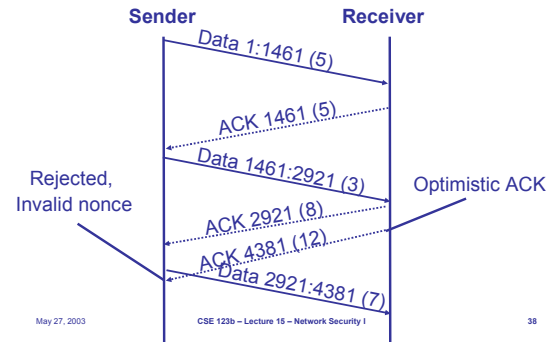 Sender Receiver
Data 1:1461 (5)
ACK 1461 (5)
Data 1461:2921 (3)
Rejected,
Invalid nonce
Optimistic ACK
ACK 2921 (8)
ACK 4381 (12)
Data 2921:4381 (7)
May 27, 2003 CSE 123b – Lecture 15 – Network Security I 38